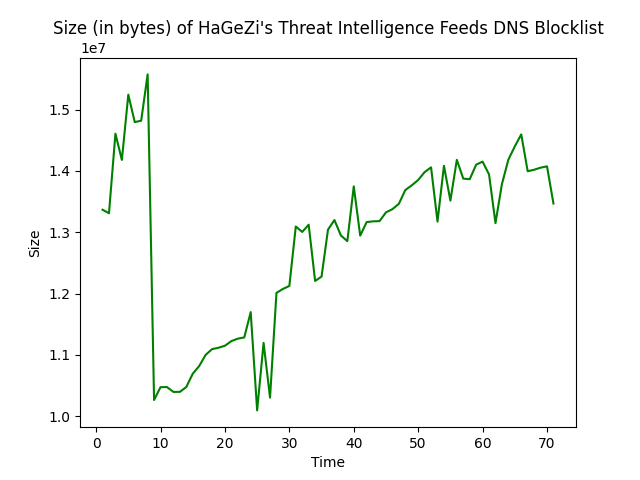 Size (in bytes) of HaGeZi's Threat Intelligence Feeds DNS Blocklist
1e7
1.5
1.4
1.3
1.2
1.1
1.0
Size
0 10 20 30 40 50 60 70
Time